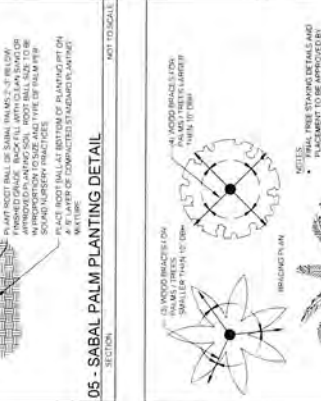 PLANT ROOT BALL OF SABAL PALMS 2'-3' BELOW
FINISHED GRADE. BACK FILL WITH CLEAN SAND OR
APPROVED PLANTING SOIL. ROOT BALL SIZE TO BE
IN PROPORTION TO SIZE AND TYPE OF PALM PER
SOUND NURSERY PRACTICES
PLACE ROOT BALL AT BOTTOM OF PLANTING PIT ON
LAYER OF COMPACTED STANDARD PLANTING
MIXTURE
05 - SABAL PALM PLANTING DETAIL
SECTION
NOT TO SCALE
(3) WOOD BRACES FOR
PALMS / TREES
SMALLER THAN 10" DBH
(4) WOOD BRACES FOR
PALMS / TREES LARGER
THEN 10" DBH
BRACING PLAN
NOTES
• FINAL TREE STAKING DETAILS AND
PLACEMENT TO BE APPROVED BY